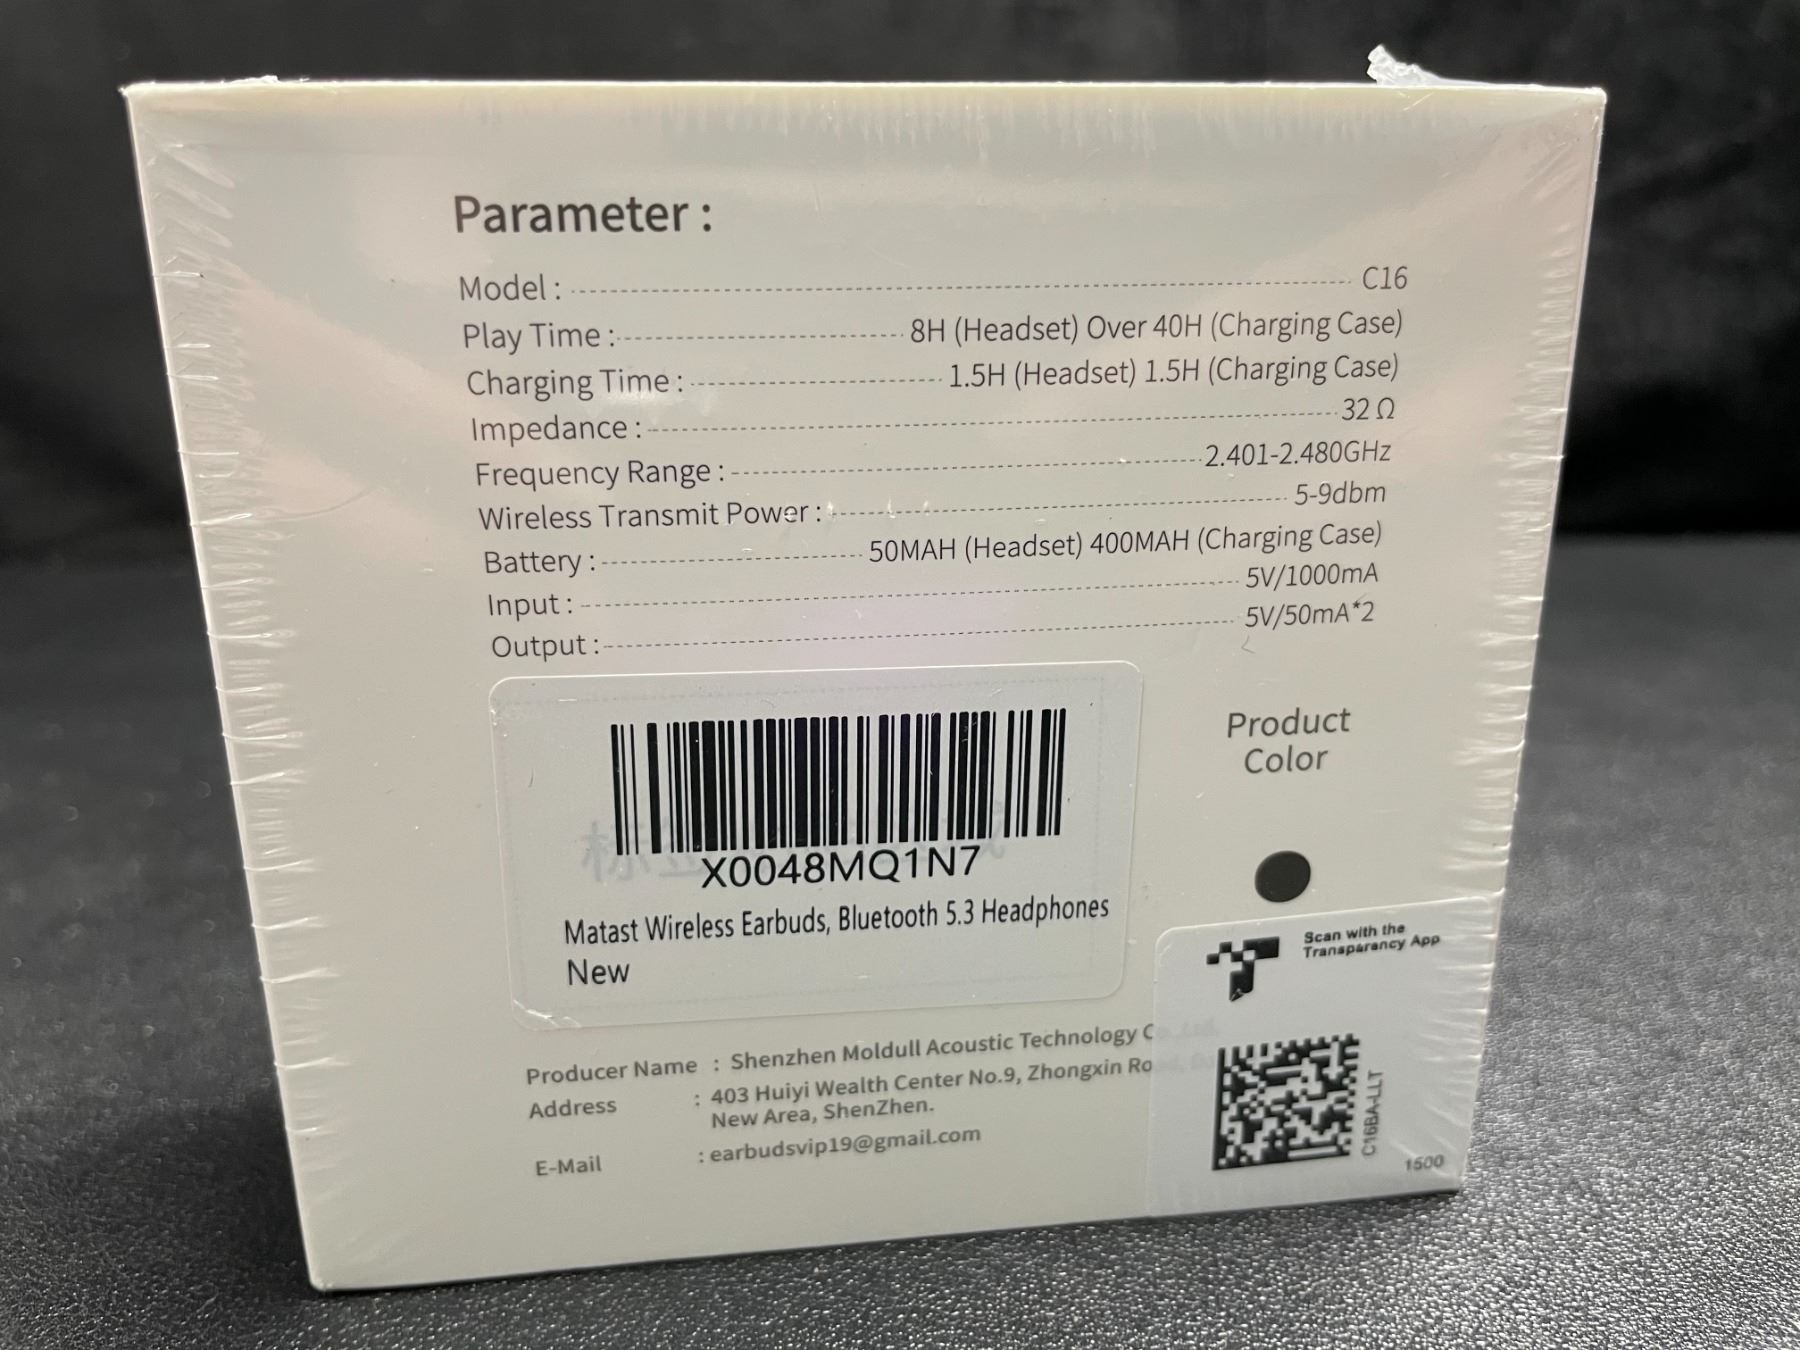 Parameter :
Model : C16
Play Time : 8H (Headset) Over 40H (Charging Case)
Charging Time : 1.5H (Headset) 1.5H (Charging Case)
Impedance : 32 Ω
Frequency Range : 2.401-2.480GHz
Wireless Transmit Power : 5-9dbm
Battery : 50MAH (Headset) 400MAH (Charging Case)
Input : 5V/1000mA
Output : 5V/50mA*2
Product
Color
X0048MQ1N7
Matast Wireless Earbuds, Bluetooth 5.3 Headphones
New
Scan with the
Transparency App
C16BA-LLT
1500
Producer Name : Shenzhen Moldull Acoustic Technology
Address : 403 Huiyi Wealth Center No.9, Zhongxin
New Area, ShenZhen.
E-Mail : earbudsvip19@gmail.com